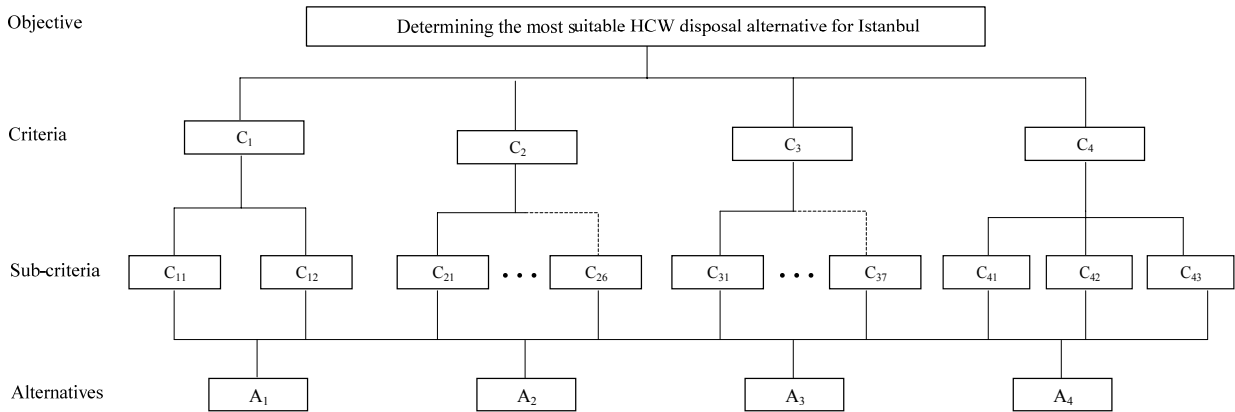 Objective
Determining the most suitable HCW disposal alternative for Istanbul
Criteria
C₁
C₂
C₃
C₄
Sub-criteria
C₁₁
C₁₂
C₂₁
• • •
C₂₆
C₃₁
• • •
C₃₇
C₄₁
C₄₂
C₄₃
Alternatives
A₁
A₂
A₃
A₄